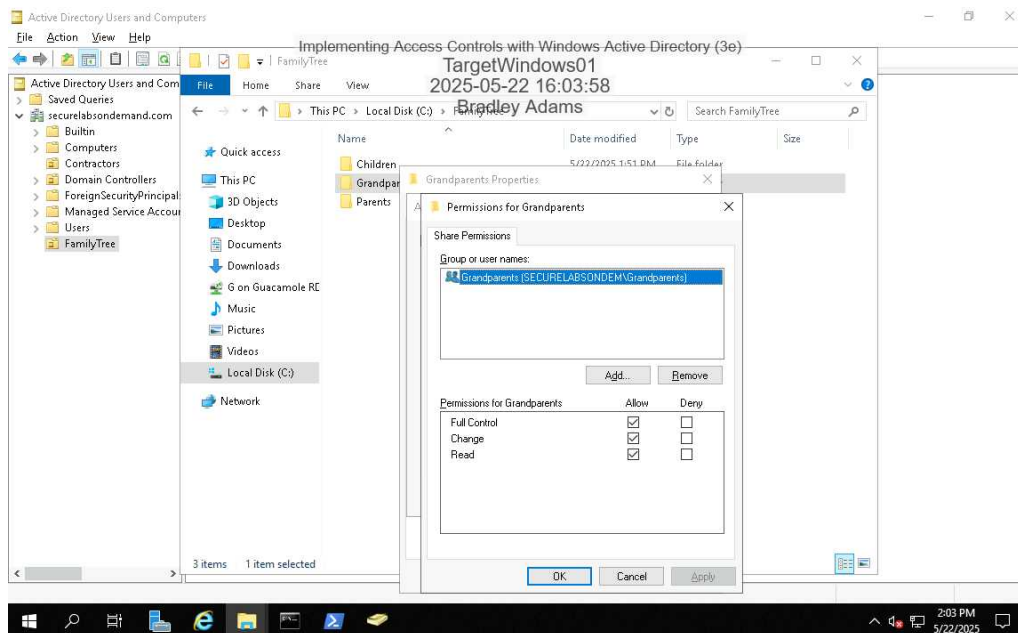 Active Directory Users and Computers
File Action View Help
Implementing Access Controls with Windows Active Directory (3e)
TargetWindows01
2025-05-22 16:03:58
Bradley Adams
Active Directory Users and Com
Saved Queries
securelabsondemand.com
Builtin
Computers
Contractors
Domain Controllers
ForeignSecurityPrincipal
Managed Service Accour
Users
FamilyTree
FamilyTree
File Home Share View
This PC > Local Disk (C:) > FamilyTree
Search FamilyTree
Quick access
This PC
3D Objects
Desktop
Documents
Downloads
G on Guacamole RD
Music
Pictures
Videos
Local Disk (C:)
Network
Name Date modified Type Size
Children 5/22/2025 1:51 PM File folder
Grandpar
Parents
3 items 1 item selected
Grandparents Properties
Permissions for Grandparents
Share Permissions
Group or user names:
Grandparents (SECURELABSONDEM\Grandparents)
Add... Remove
Permissions for Grandparents Allow Deny
Full Control
Change
Read
OK Cancel Apply
2:03 PM
5/22/2025